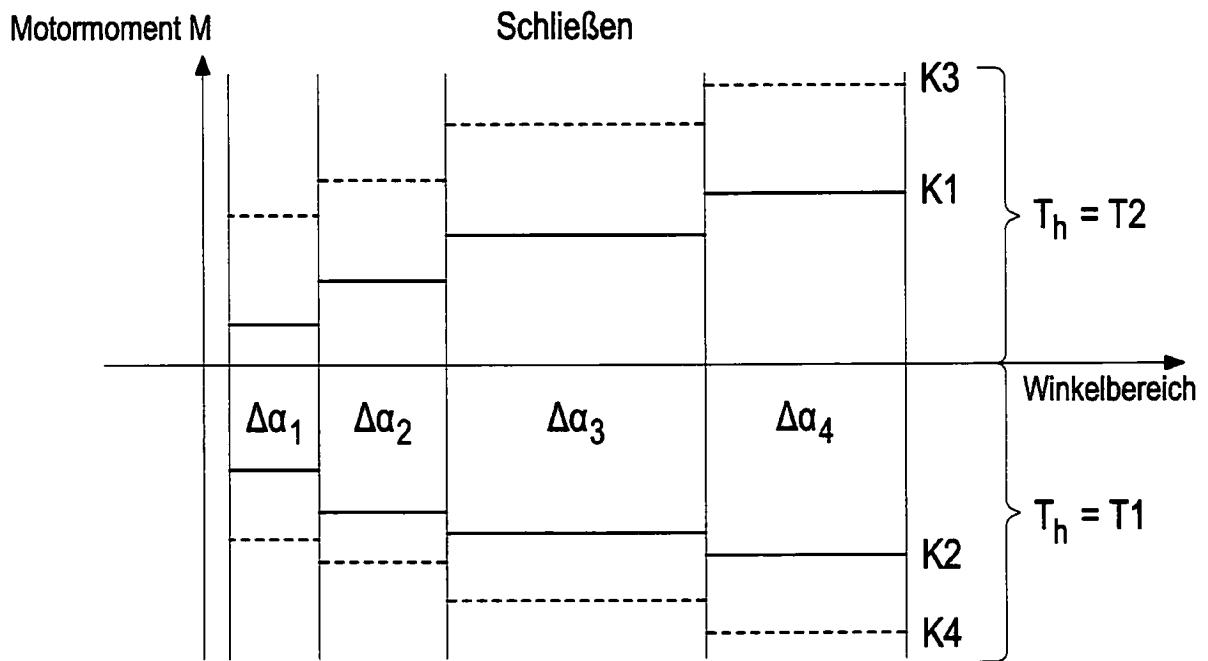 Motormoment M
Schließen
K3
K1
T_h = T2
Winkelbereich
Δα_1
Δα_2
Δα_3
Δα_4
T_h = T1
K2
K4